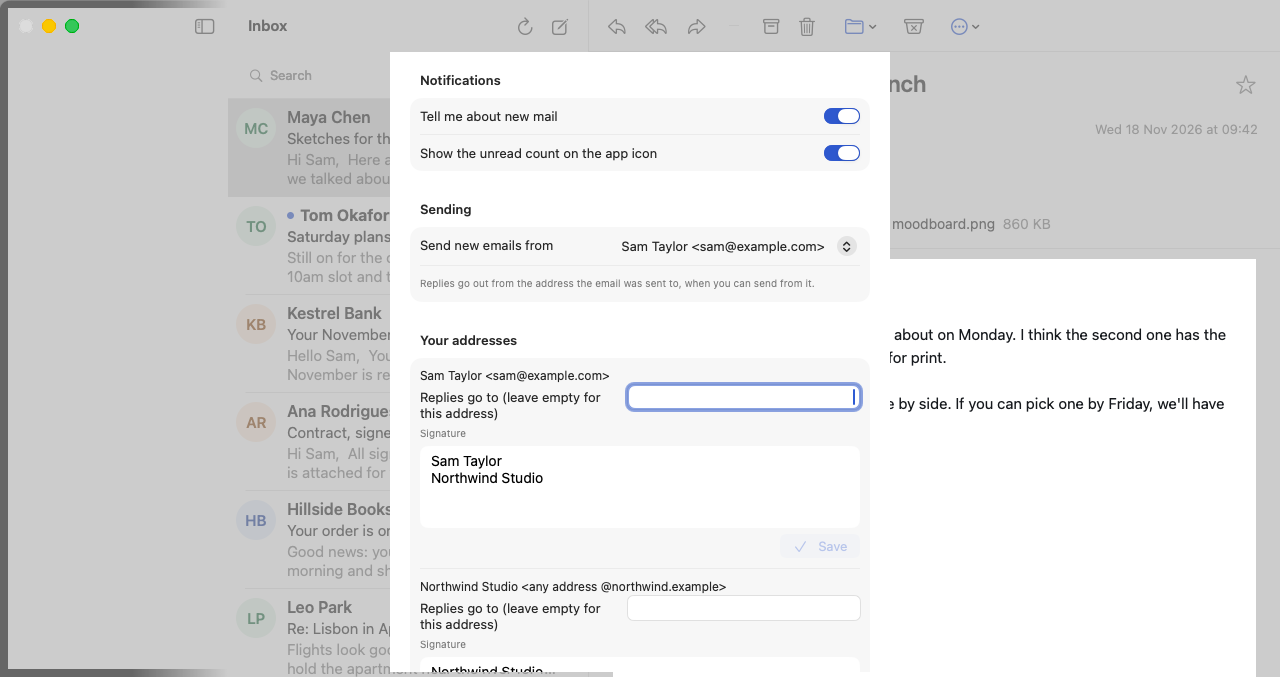 Inbox
Search
MC
Maya Chen
Sketches for th
Hi Sam, Here a
we talked abou
TO
Tom Okafor
Saturday plans
Still on for the
10am slot and t
KB
Kestrel Bank
Your November
Hello Sam, You
November is re
AR
Ana Rodrigue
Contract, signe
Hi Sam, All sig
is attached for
HB
Hillside Books
Your order is o
Good news: you
morning and sh
LP
Leo Park
Re: Lisbon in A
Flights look goo
hold the apartment
Notifications
Tell me about new mail
Show the unread count on the app icon
Sending
Send new emails from
Sam Taylor <sam@example.com>
Replies go out from the address the email was sent to, when you can send from it.
Your addresses
Sam Taylor <sam@example.com>
Replies go to (leave empty for
this address)
Signature
Sam Taylor
Northwind Studio
Save
Northwind Studio <any address @northwind.example>
Replies go to (leave empty for
this address)
Signature
Northwind Studio
nch
Wed 18 Nov 2026 at 09:42
moodboard.png 860 KB
about on Monday. I think the second one has the
for print.
e by side. If you can pick one by Friday, we'll have